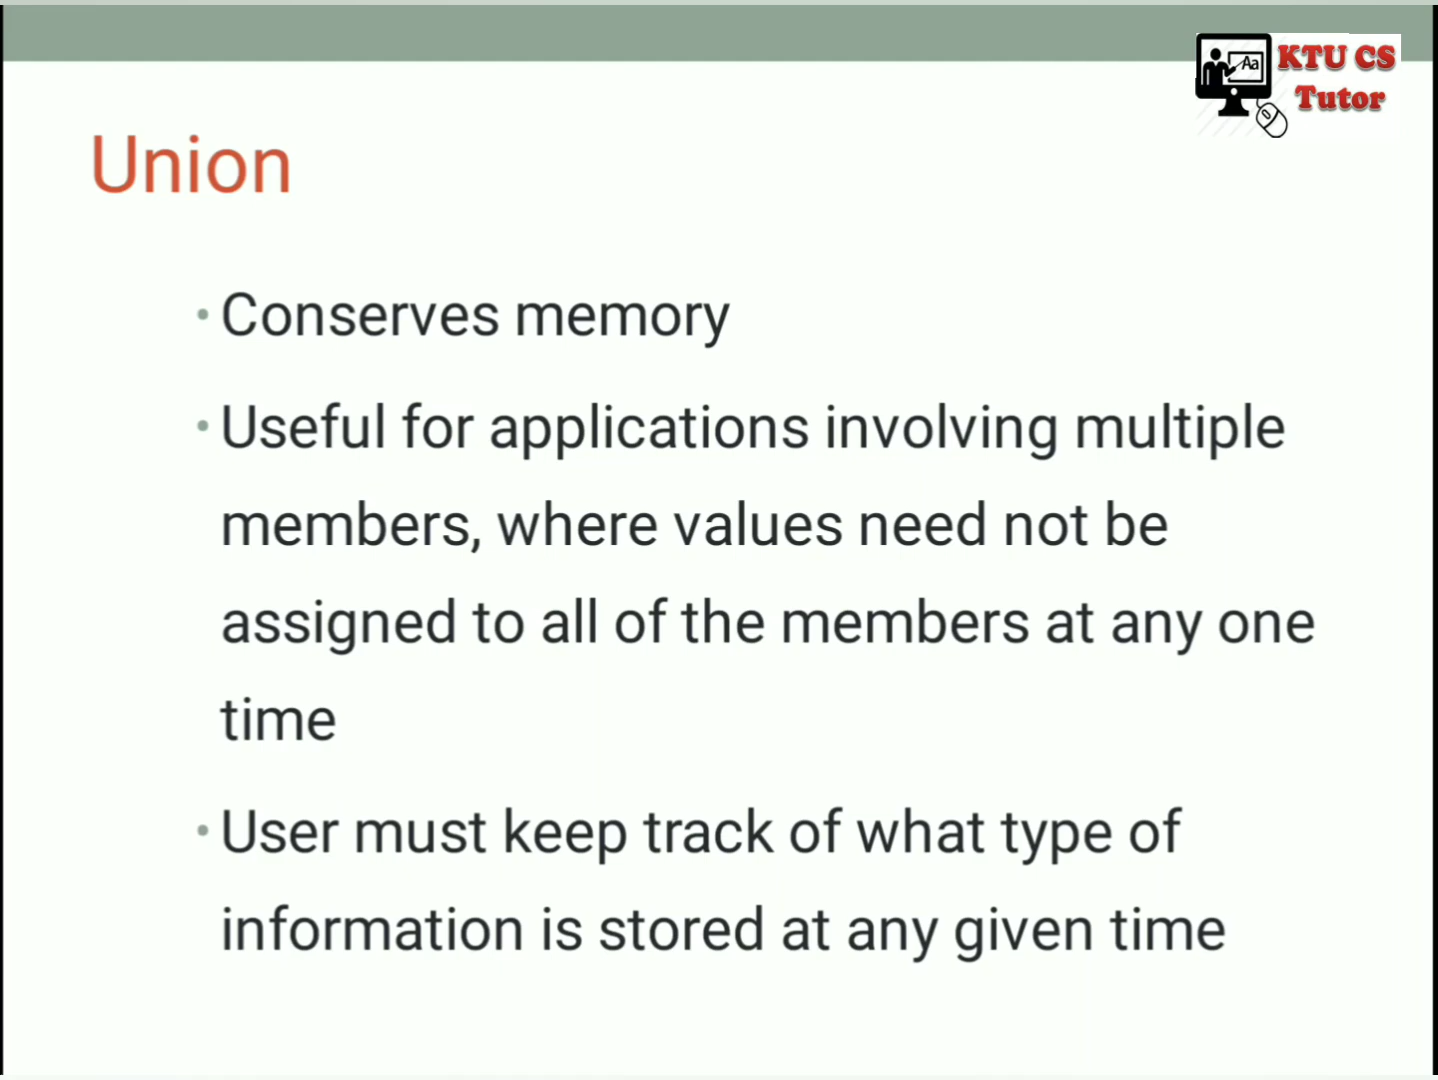 Aa
KTU CS
Tutor
Union
• Conserves memory
• Useful for applications involving multiple
members, where values need not be
assigned to all of the members at any one
time
• User must keep track of what type of
information is stored at any given time